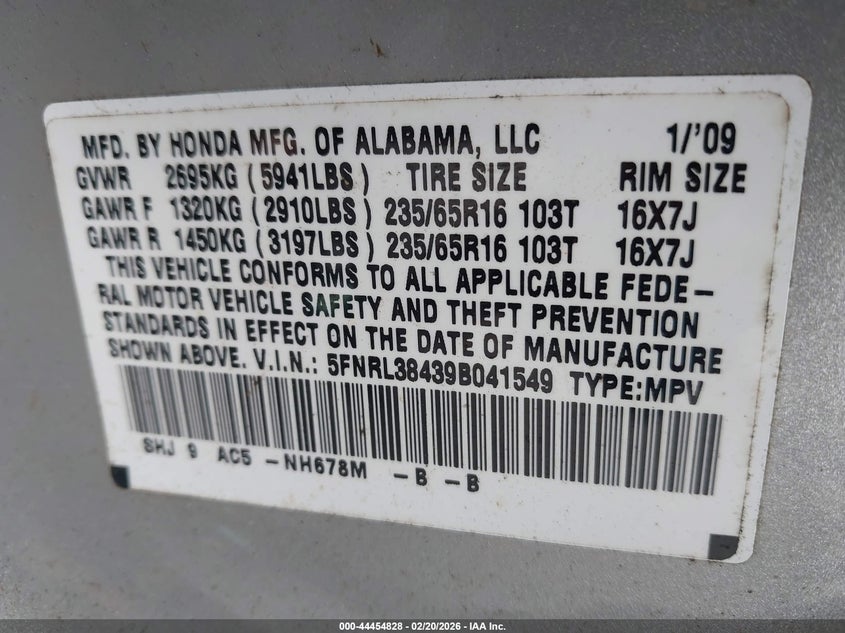 MFD. BY HONDA MFG. OF ALABAMA, LLC 1/'09
GVWR 2695KG (5941LBS) TIRE SIZE RIM SIZE
GAWR F 1320KG (2910LBS) 235/65R16 103T 16X7J
GAWR R 1450KG (3197LBS) 235/65R16 103T 16X7J
THIS VEHICLE CONFORMS TO ALL APPLICABLE FEDE-
RAL MOTOR VEHICLE SAFETY AND THEFT PREVENTION
STANDARDS IN EFFECT ON THE DATE OF MANUFACTURE
SHOWN ABOVE. V.I.N.: 5FNRL38439B041549 TYPE:MPV
SHJ 9 AC5 -NH678M -B -B
000-44454828 - 02/20/2026 - IAA Inc.